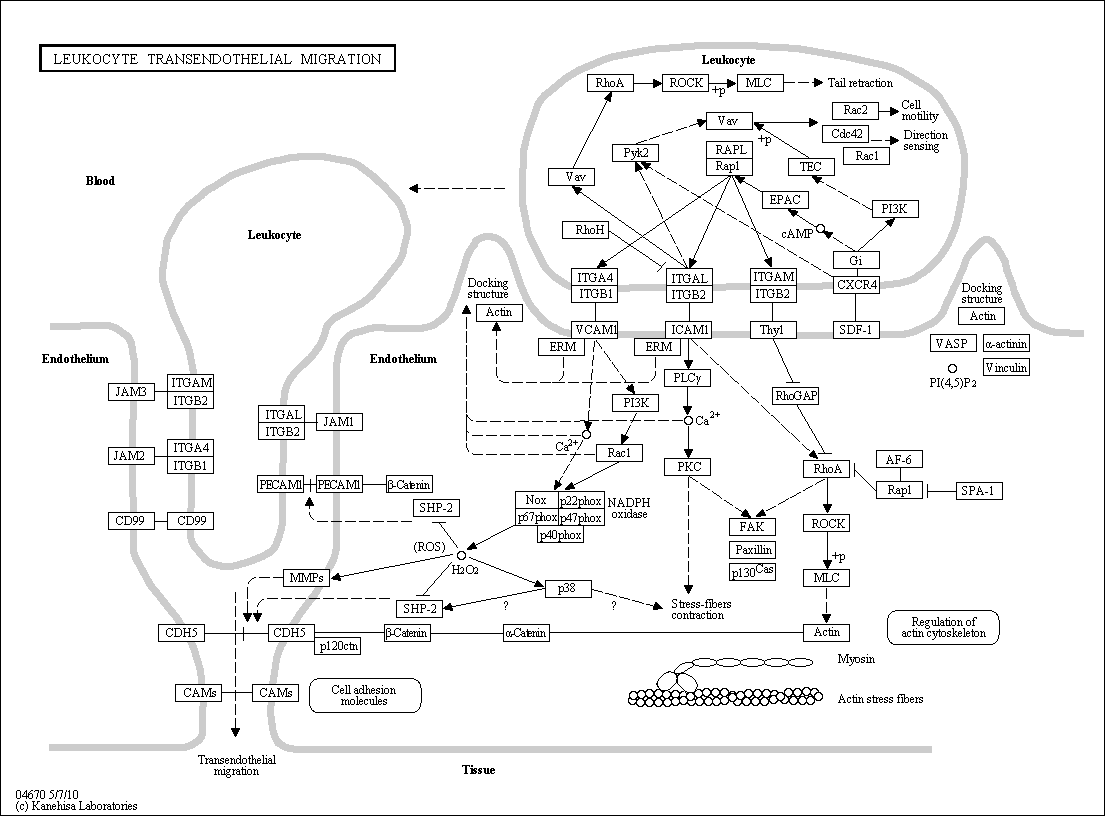 LEUKOCYTE TRANSENDOTHELIAL MIGRATION
Leukocyte
RhoA
ROCK
+p
MLC
Tail retraction
Vav
+p
Rac2
Cell
motility
Cdc42
Direction
sensing
Rac1
Pyk2
RAPL
Rap1
TEC
Vav
EPAC
PI3K
cAMP
RhoH
Gi
Blood
Leukocyte
ITGA4
ITGB1
ITGAL
ITGB2
ITGAM
ITGB2
CXCR4
Docking
structure
Actin
Docking
structure
Actin
VCAM1
ICAM1
Thy1
SDF-1
ERM
ERM
VASP
α-actinin
Vinculin
PI(4,5)P2
Endothelium
Endothelium
PLCγ
PI3K
RhoGAP
Ca2+
Ca2+
Rac1
PKC
RhoA
AF-6
Rap1
SPA-1
JAM3
ITGAM
ITGB2
ITGAL
ITGB2
JAM1
JAM2
ITGA4
ITGB1
PECAM1
PECAM1
β-Catenin
CD99
CD99
SHP-2
Nox
p22phox
p67phox
p47phox
p40phox
NADPH
oxidase
FAK
Paxillin
p130Cas
ROCK
+p
MLC
(ROS)
H2O2
MMPs
p38
SHP-2
?
?
Stress-fibers
contraction
CDH5
CDH5
p120ctn
β-Catenin
α-Catenin
Actin
Regulation of
actin cytoskeleton
Myosin
Actin stress fibers
CAMs
CAMs
Cell adhesion
molecules
Transendothelial
migration
Tissue
04670 5/7/10
(c) Kanehisa Laboratories